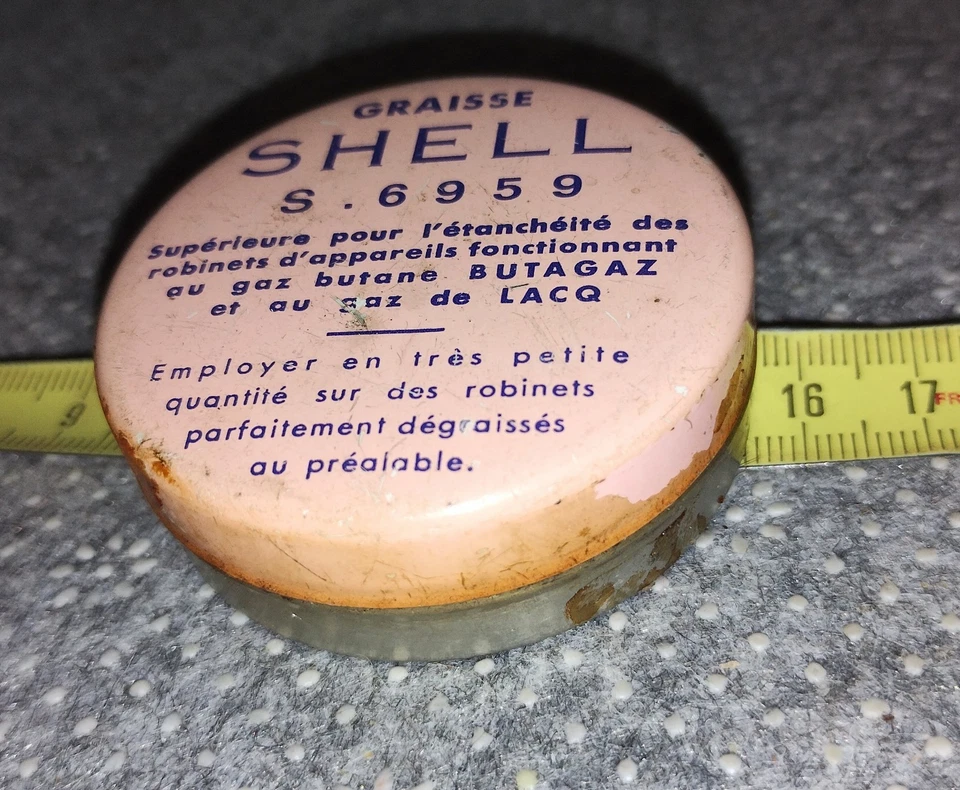 GRAISSE
SHELL
S.6959
Supérieure pour l'étanchéité des
robinets d'appareils fonctionnant
au gaz butane BUTAGAZ
et au gaz de LACQ
Employer en très petite
quantité sur des robinets
parfaitement dégraissés
au préalable.
9 16 17 FR